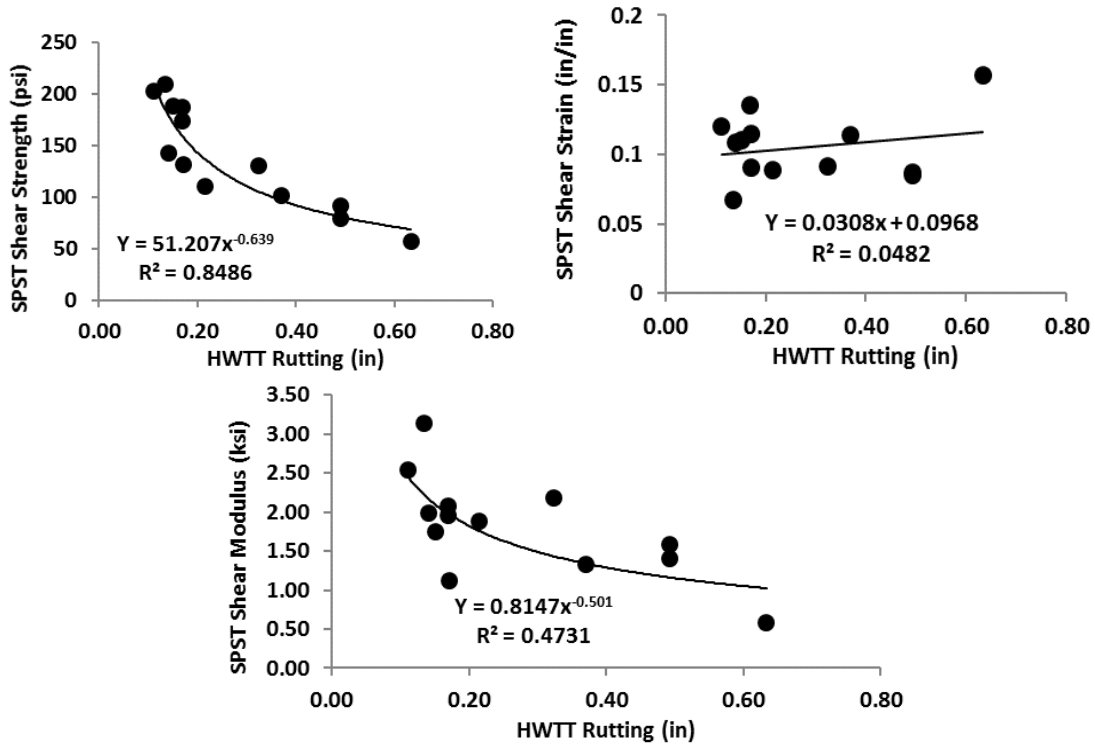 SPST Shear Strength (psi)
250
200
150
100
50
0
Y = 51.207x^-0.639
R² = 0.8486
0.00 0.20 0.40 0.60 0.80
HWTT Rutting (in)
SPST Shear Strain (in/in)
0.2
0.15
0.1
0.05
0
Y = 0.0308x + 0.0968
R² = 0.0482
0.00 0.20 0.40 0.60 0.80
HWTT Rutting (in)
SPST Shear Modulus (ksi)
3.50
3.00
2.50
2.00
1.50
1.00
0.50
0.00
Y = 0.8147x^-0.501
R² = 0.4731
0.00 0.20 0.40 0.60 0.80
HWTT Rutting (in)